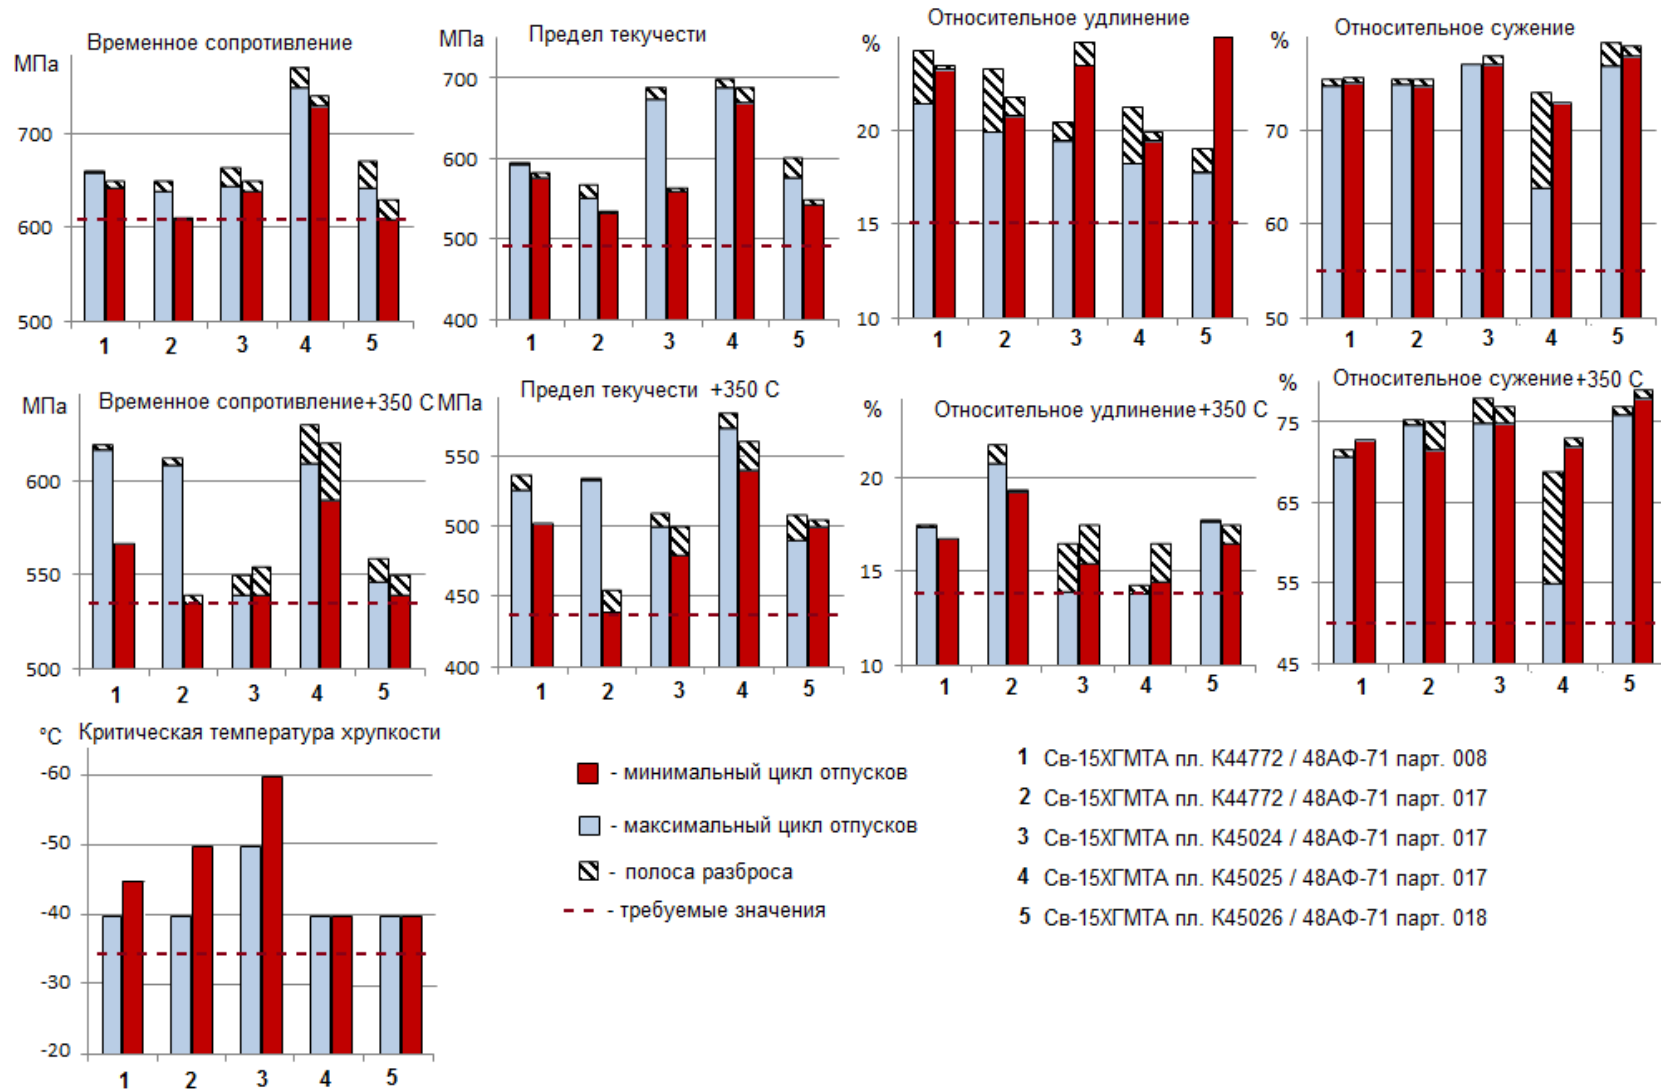 Временное сопротивление
МПа
700
600
500
1 2 3 4 5
Предел текучести
МПа
700
600
500
400
1 2 3 4 5
Относительное удлинение
%
20
15
10
1 2 3 4 5
Относительное сужение
%
70
60
50
1 2 3 4 5
Временное сопротивление+350 С
МПа
600
550
500
1 2 3 4 5
Предел текучести +350 С
МПа
550
500
450
400
1 2 3 4 5
Относительное удлинение+350 С
%
20
15
10
1 2 3 4 5
Относительное сужение+350 С
%
75
65
55
45
1 2 3 4 5
Критическая температура хрупкости
°С
-60
-50
-40
-30
-20
1 2 3 4 5
- минимальный цикл отпусков
- максимальный цикл отпусков
- полоса разброса
- требуемые значения
1 Св-15ХГМТА пл. К44772 / 48АФ-71 парт. 008
2 Св-15ХГМТА пл. К44772 / 48АФ-71 парт. 017
3 Св-15ХГМТА пл. К45024 / 48АФ-71 парт. 017
4 Св-15ХГМТА пл. К45025 / 48АФ-71 парт. 017
5 Св-15ХГМТА пл. К45026 / 48АФ-71 парт. 018